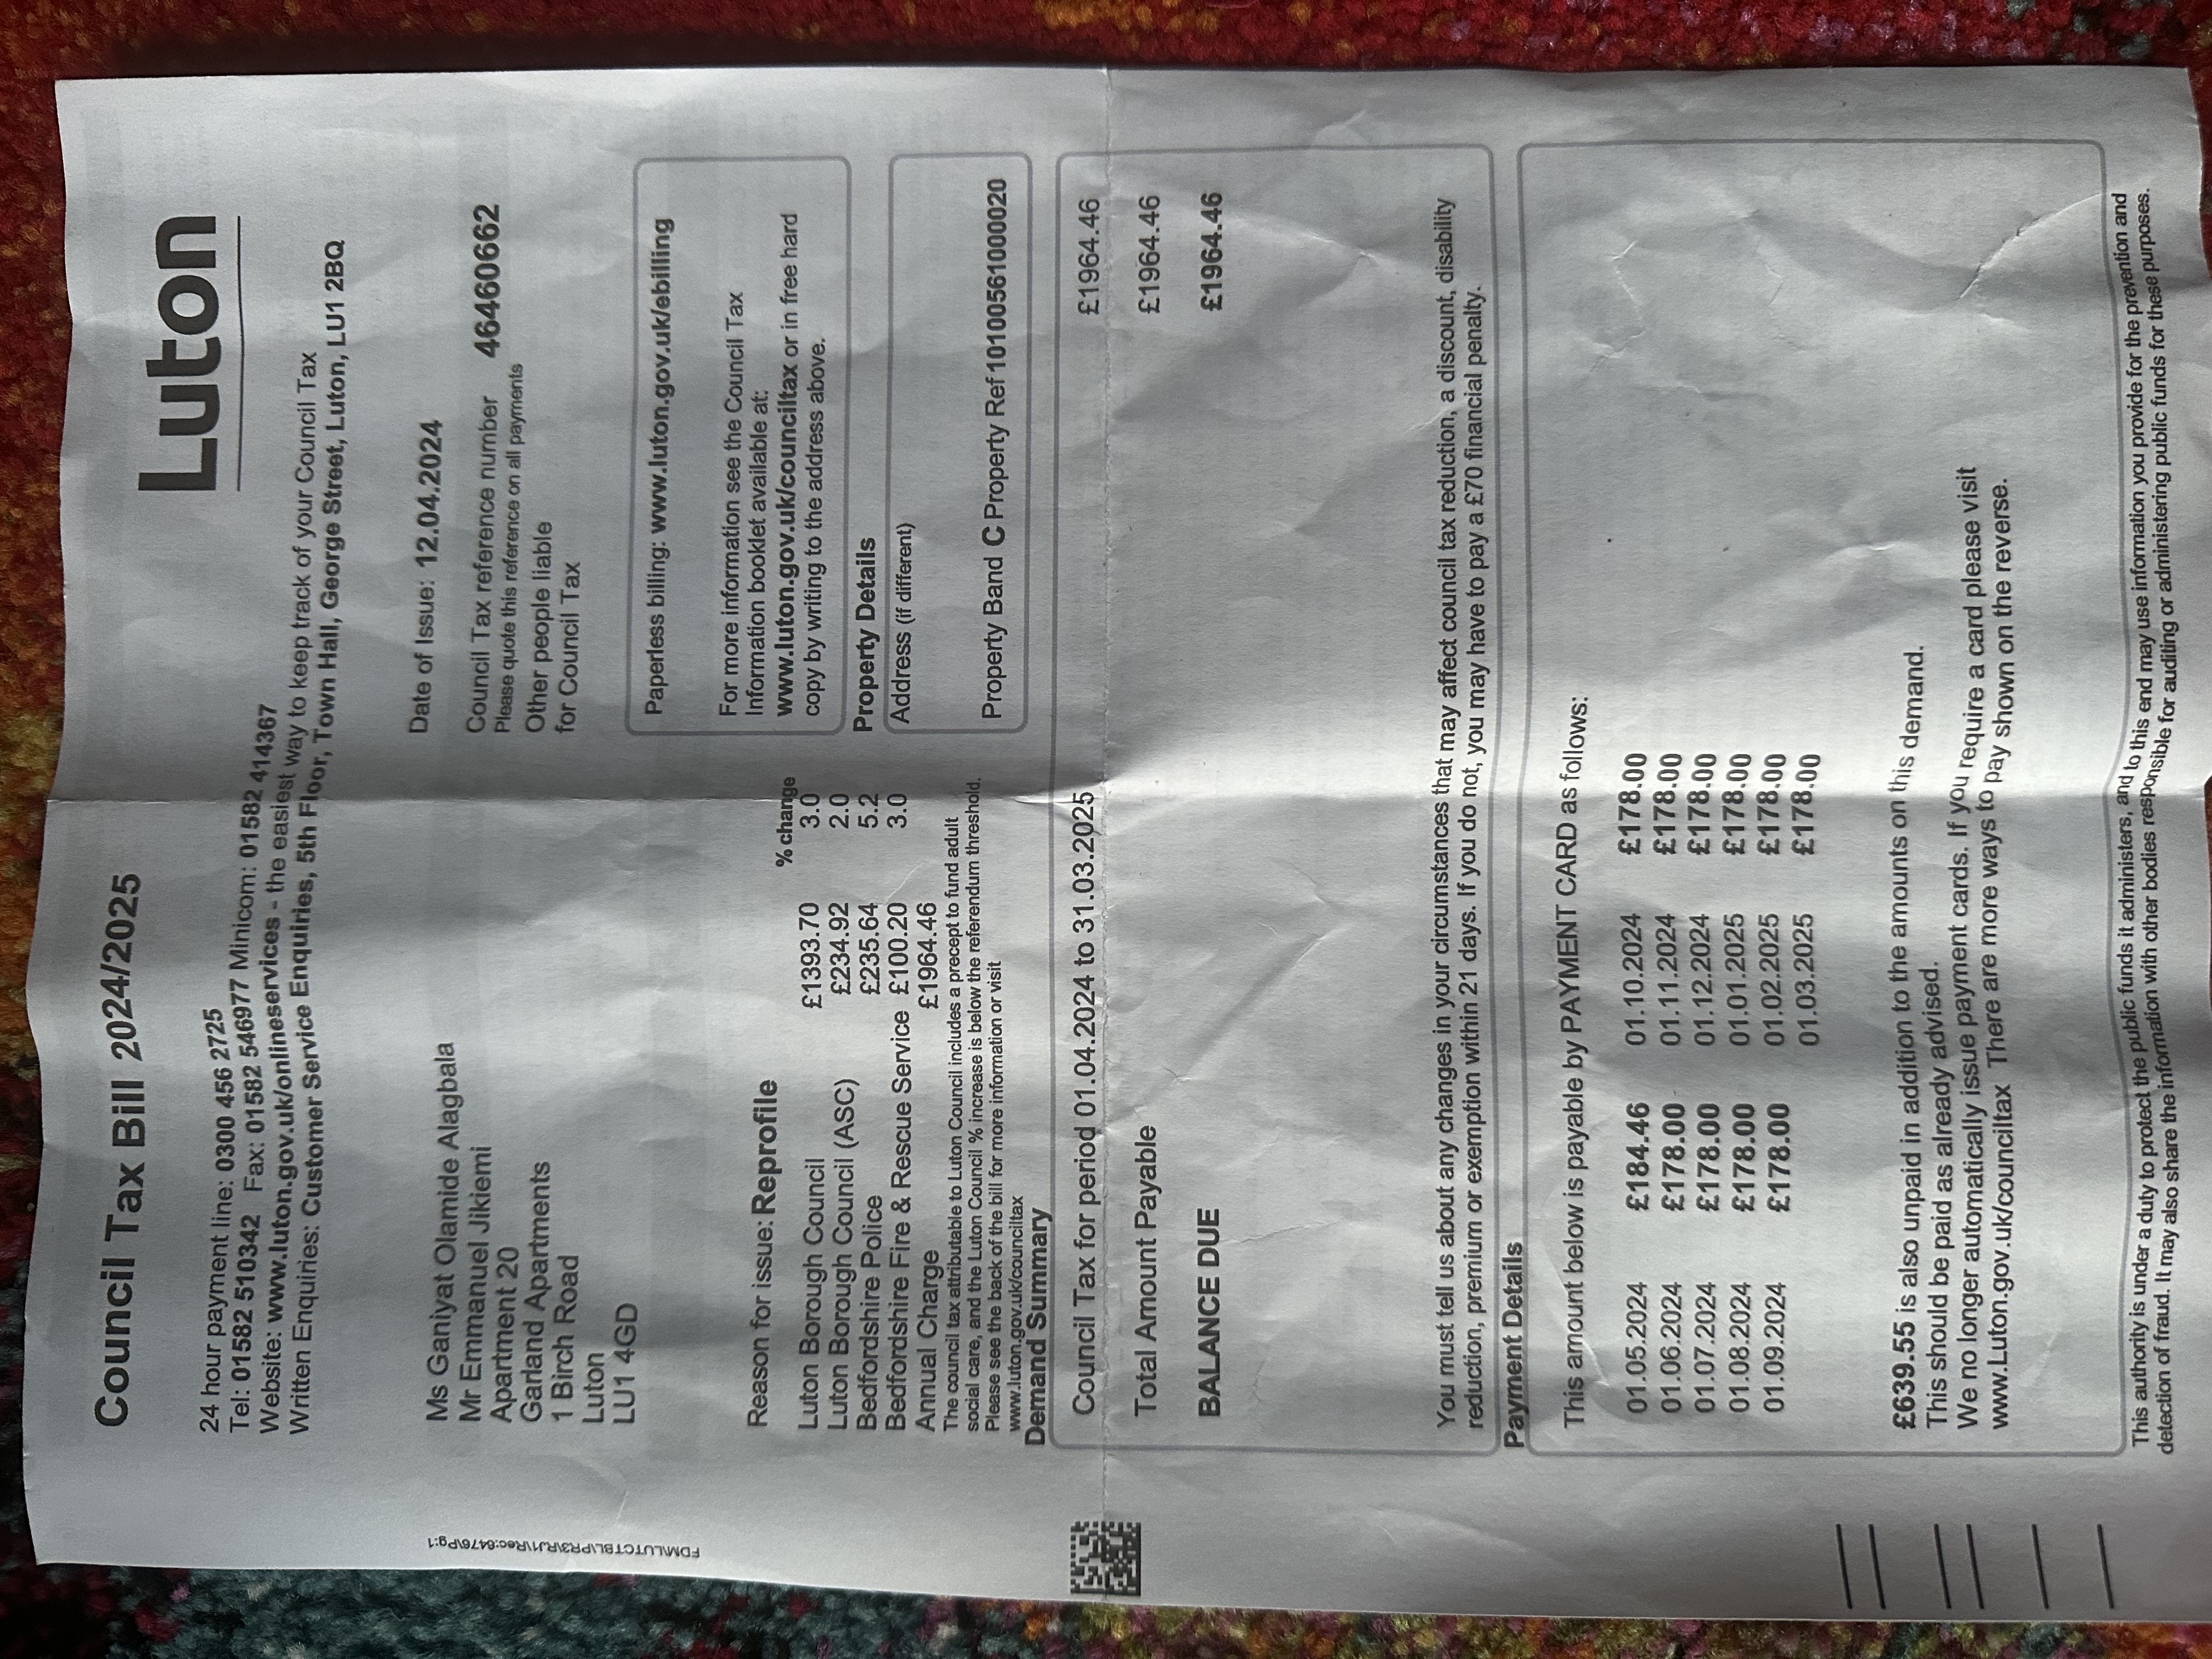 Council Tax Bill 2024/2025
Luton
24 hour payment line: 0300 456 2725
Tel: 01582 510342 Fax: 01582 546977 Minicom: 01582 414367
Website: www.luton.gov.uk/onlineservices - the easiest way to keep track of your Council Tax
Written Enquiries: Customer Service Enquiries, 5th Floor, Town Hall, George Street, Luton, LU1 2BQ
Ms Ganiyat Olamide Alagbala
Mr Emmanuel Jikiemi
Apartment 20
Garland Apartments
1 Birch Road
Luton
LU1 4GD
FDM\LUTCTBL\PR3\RJ1\Rec:6476\Pg:1
Date of Issue: 12.04.2024
Council Tax reference number 46460662
Please quote this reference on all payments
Other people liable
for Council Tax
Paperless billing: www.luton.gov.uk/ebilling
For more information see the Council Tax
Information booklet available at:
www.luton.gov.uk/counciltax or in free hard
copy by writing to the address above.
Reason for issue: Reprofile
% change
Luton Borough Council £1393.70 3.0
Luton Borough Council (ASC) £234.92 2.0
Bedfordshire Police £235.64 5.2
Bedfordshire Fire & Rescue Service £100.20 3.0
Annual Charge £1964.46
The council tax attributable to Luton Council includes a precept to fund adult
social care, and the Luton Council % increase is below the referendum threshold.
Please see the back of the bill for more information or visit
www.luton.gov.uk/counciltax
Property Details
Address (if different)
Property Band C Property Ref 10100561000020
Demand Summary
Council Tax for period 01.04.2024 to 31.03.2025 £1964.46
Total Amount Payable £1964.46
BALANCE DUE £1964.46
You must tell us about any changes in your circumstances that may affect council tax reduction, a discount, disability
reduction, premium or exemption within 21 days. If you do not, you may have to pay a £70 financial penalty.
Payment Details
This amount below is payable by PAYMENT CARD as follows:
01.05.2024 £184.46 01.10.2024 £178.00
01.06.2024 £178.00 01.11.2024 £178.00
01.07.2024 £178.00 01.12.2024 £178.00
01.08.2024 £178.00 01.01.2025 £178.00
01.09.2024 £178.00 01.02.2025 £178.00
01.03.2025 £178.00
£639.55 is also unpaid in addition to the amounts on this demand.
This should be paid as already advised.
We no longer automatically issue payment cards. If you require a card please visit
www.Luton.gov.uk/counciltax There are more ways to pay shown on the reverse.
This authority is under a duty to protect the public funds it administers, and to this end may use information you provide for the prevention and
detection of fraud. It may also share the information with other bodies responsible for auditing or administering public funds for these purposes.